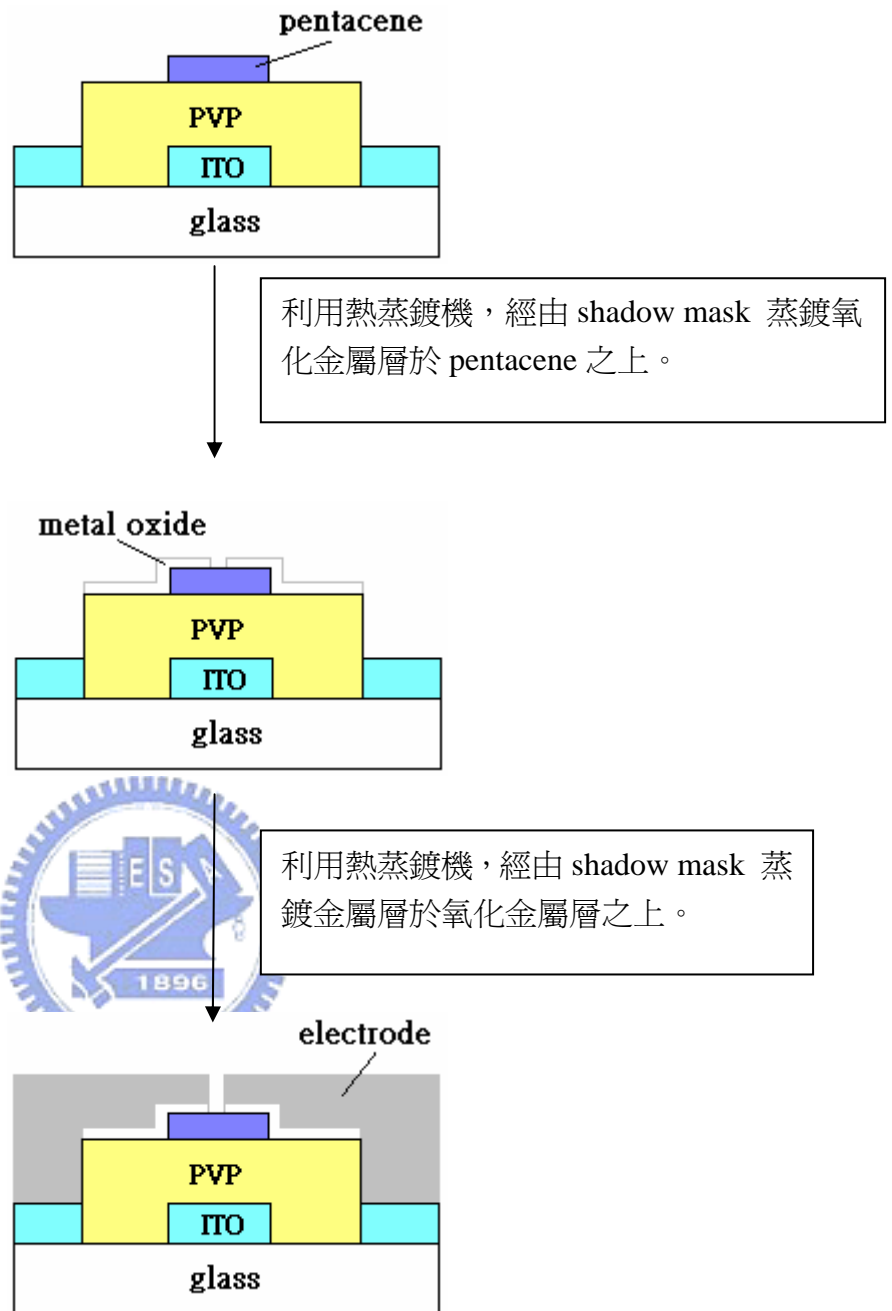 pentacene
PVP
ITO
glass
利用熱蒸鍍機，經由 shadow mask 蒸鍍氧
化金屬層於 pentacene 之上。
metal oxide
PVP
ITO
glass
利用熱蒸鍍機，經由 shadow mask 蒸
鍍金屬層於氧化金屬層之上。
E S
1896
electrode
PVP
ITO
glass